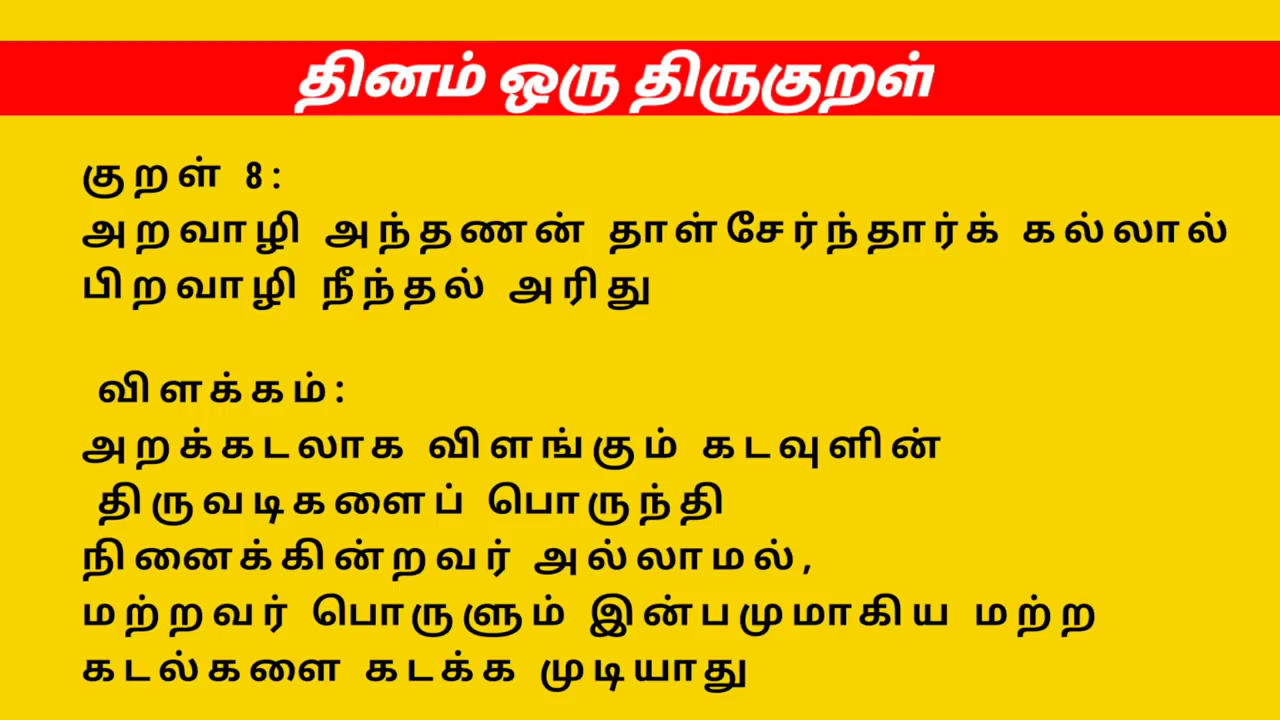 தினம் ஒரு திருகுறள்
குறள் 8:
அறவாழி அந்தணன் தாள்சேர்ந்தார்க் கல்லால்
பிறவாழி நீந்தல் அரிது
விளக்கம்:
அறக்கடலாக விளங்கும் கடவுளின்
திருவடிகளைப் பொருந்தி
நினைக்கின்றவர் அல்லாமல்,
மற்றவர் பொருளும் இன்பமுமாகிய மற்ற
கடல்களை கடக்க முடியாது